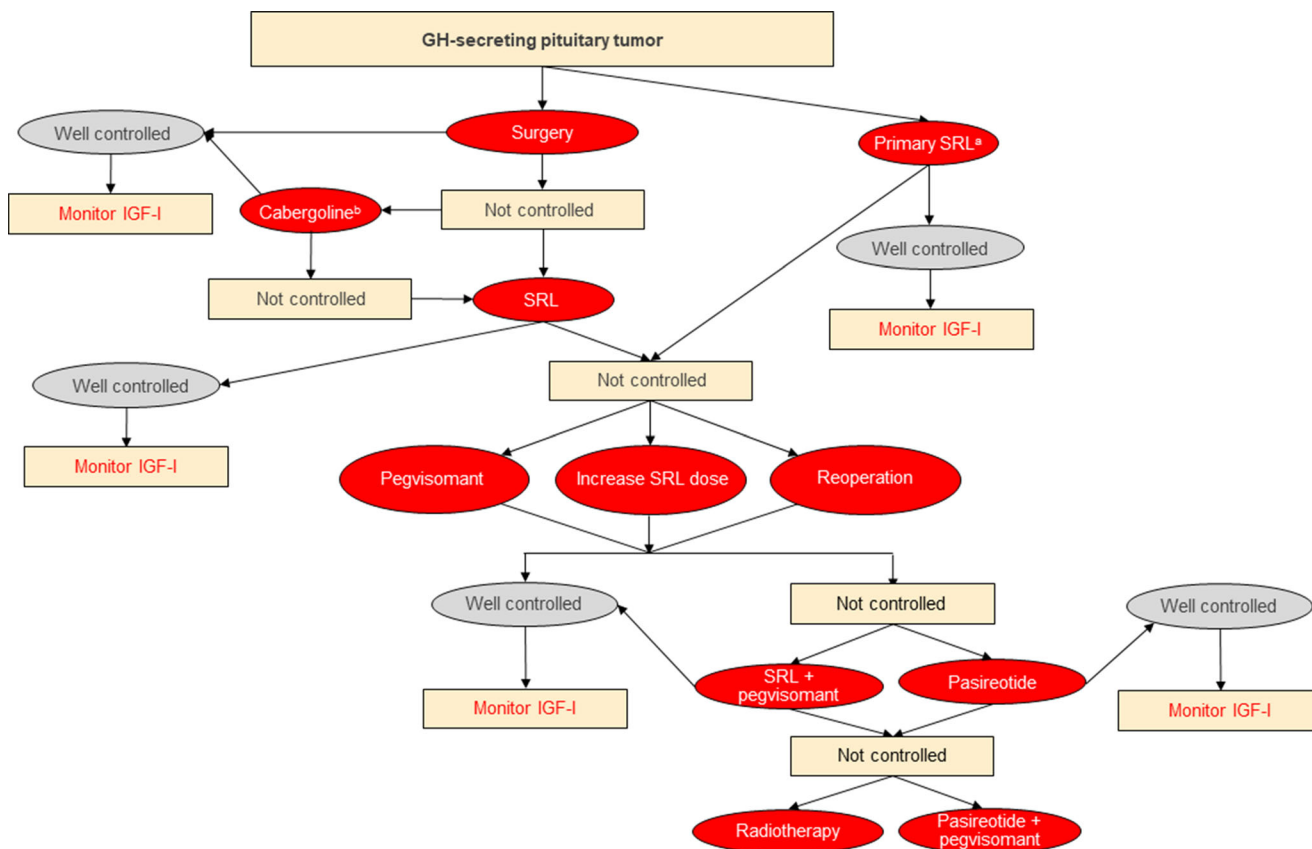 GH-secreting pituitary tumor
Well controlled
Surgery
Primary SRLᵃ
Monitor IGF-I
Cabergolineᵇ
Not controlled
Well controlled
Not controlled
SRL
Monitor IGF-I
Well controlled
Not controlled
Monitor IGF-I
Pegvisomant
Increase SRL dose
Reoperation
Well controlled
Not controlled
Well controlled
SRL +
pegvisomant
Pasireotide
Monitor IGF-I
Monitor IGF-I
Not controlled
Radiotherapy
Pasireotide +
pegvisomant